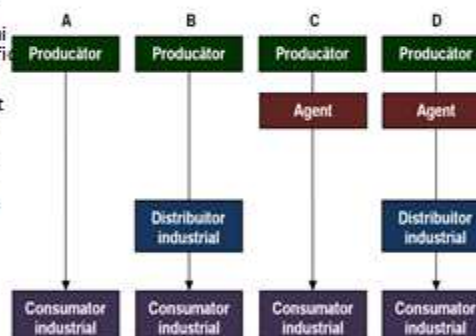 A B C D
Producător Producător Producător Producător
Agent Agent
Distribuitor
industrial
Distribuitor
industrial
Consumator
industrial
Consumator
industrial
Consumator
industrial
Consumator
industrial